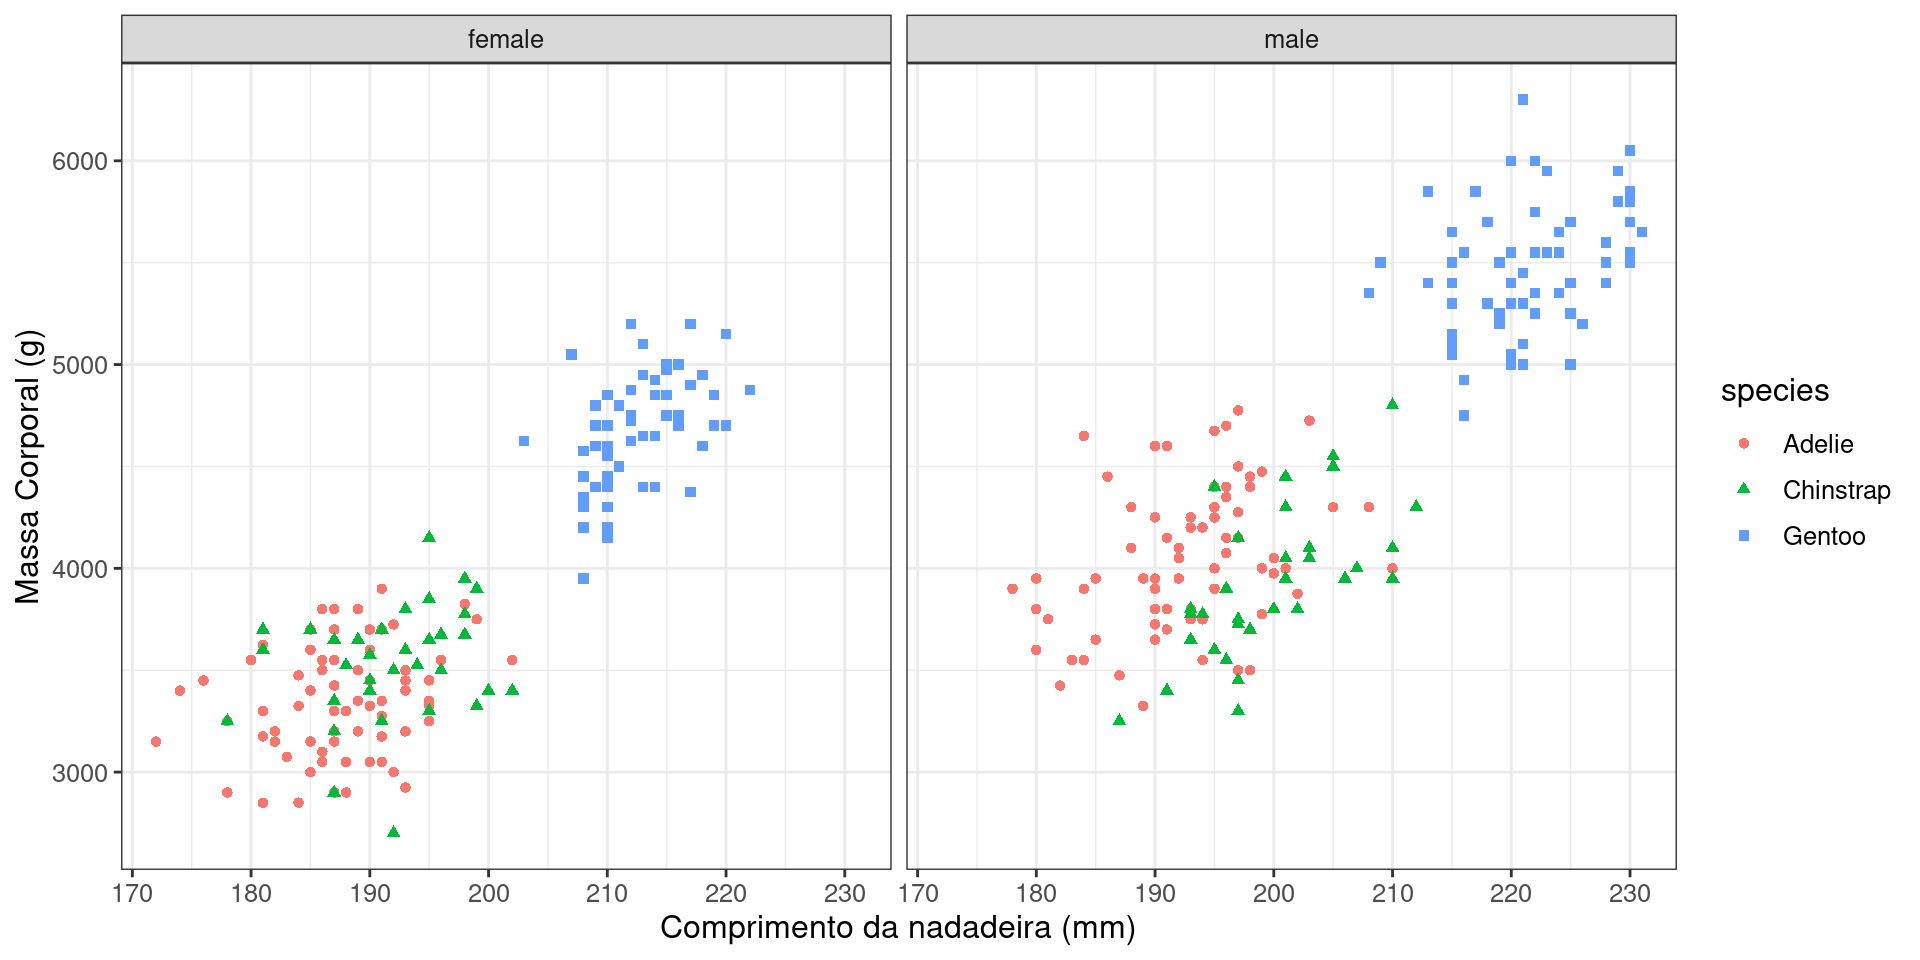 female male
6000
5000
4000
3000
Massa Corporal (g)
170 180 190 200 210 220 230 170 180 190 200 210 220 230
Comprimento da nadadeira (mm)
species
Adelie
Chinstrap
Gentoo